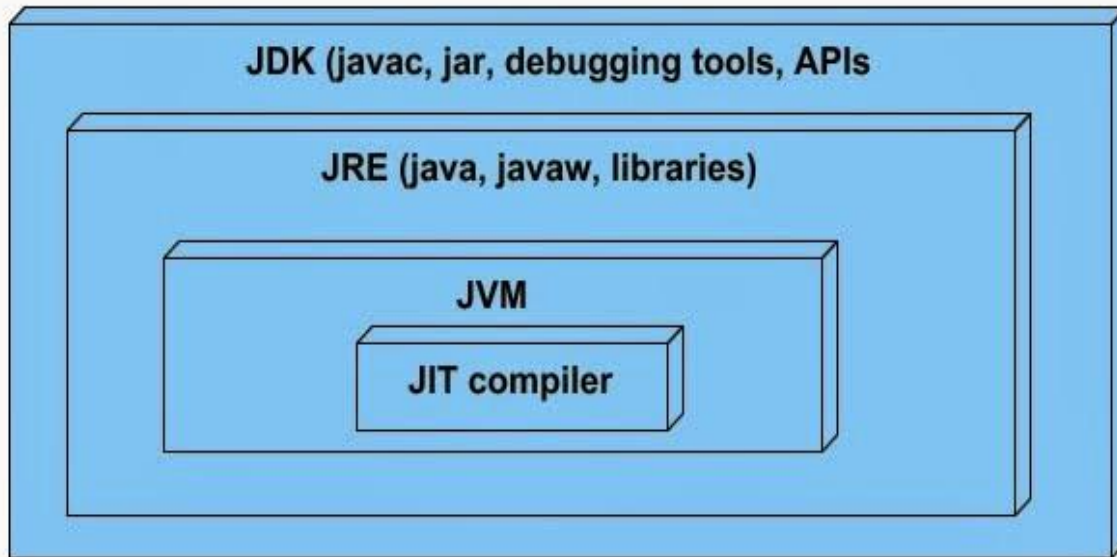 JDK (javac, jar, debugging tools, APIs
JRE (java, javaw, libraries)
JVM
JIT compiler